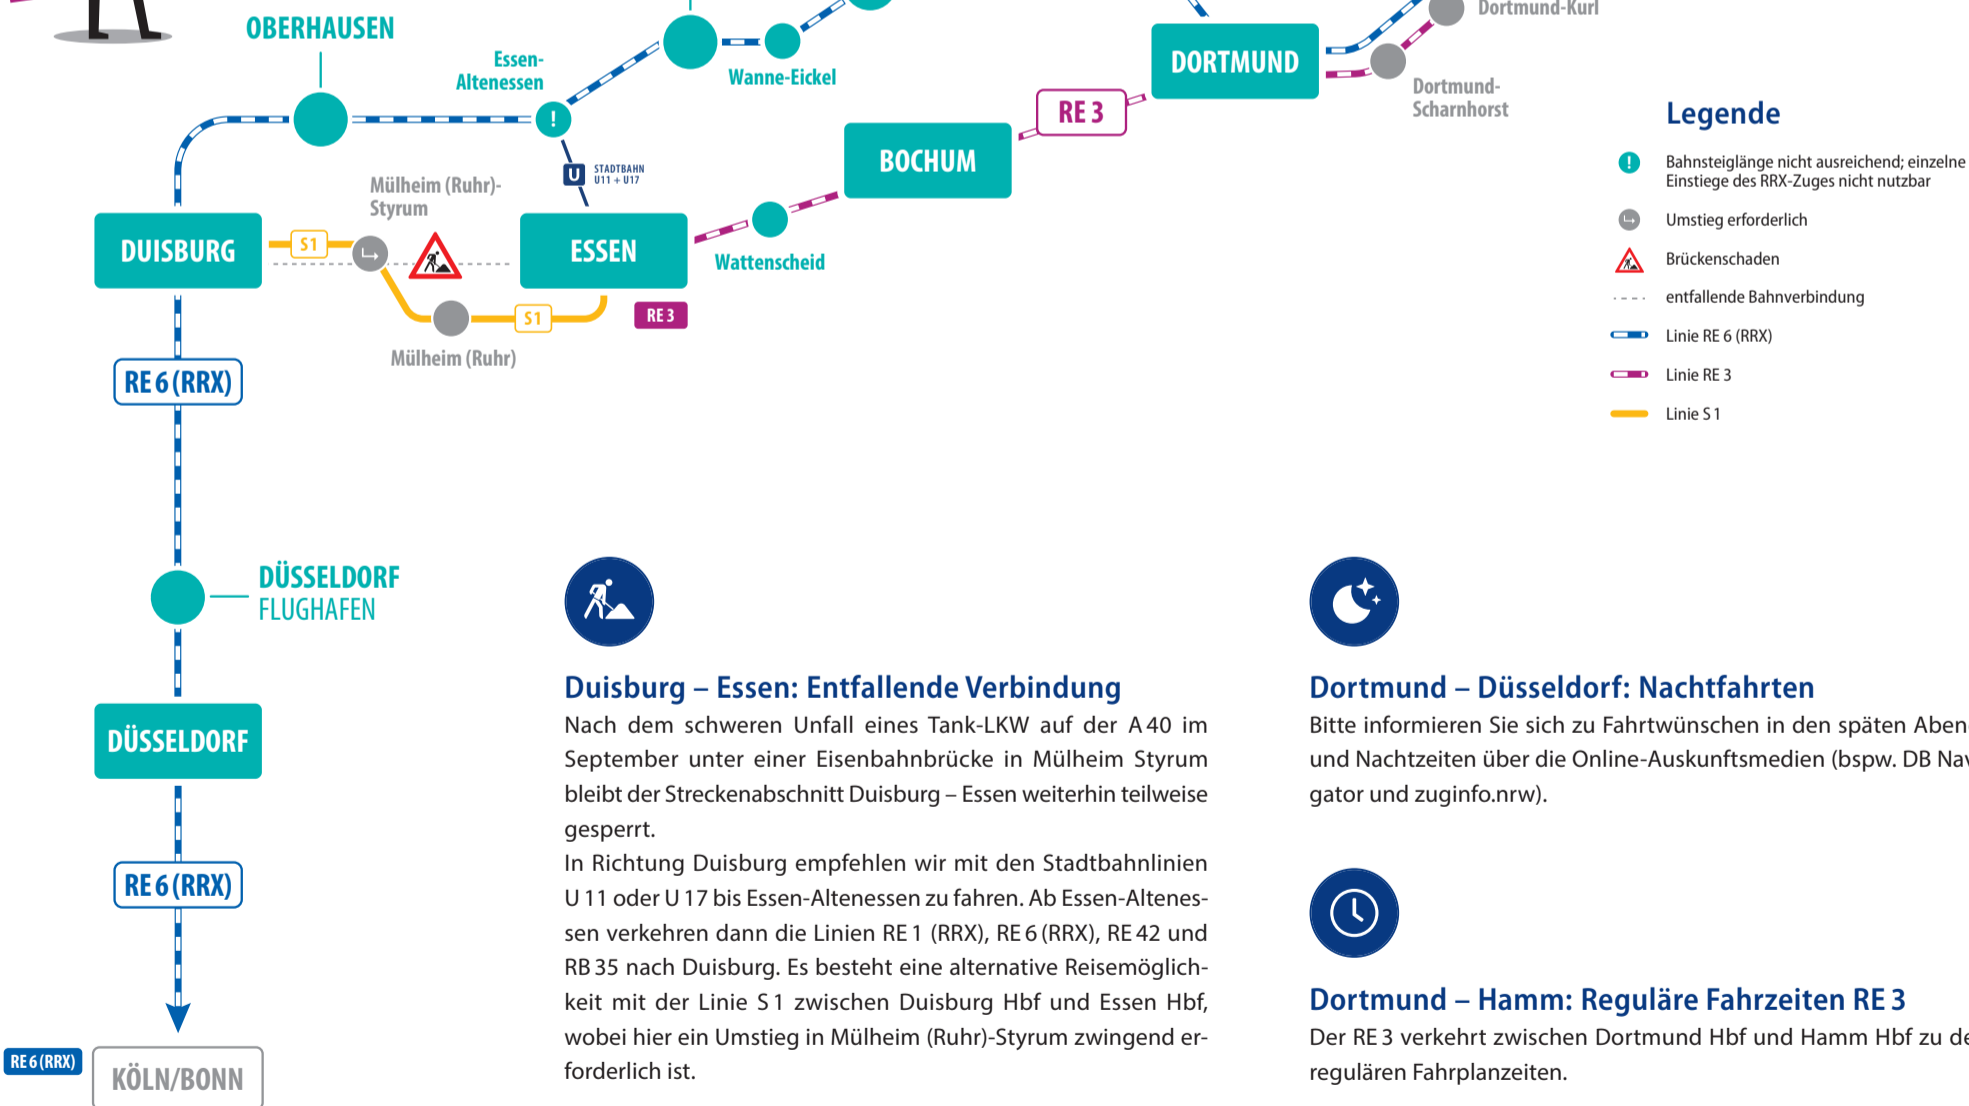 Dortmund-Kurl
OBERHAUSEN
Essen-
Altenessen
!
Wanne-Eickel
DORTMUND
Dortmund-
Scharnhorst
RE 3
BOCHUM
U STADTBAHN
U11 + U17
Mülheim (Ruhr)-
Styrum
DUISBURG
S1
ESSEN
Wattenscheid
S1
RE 3
Mülheim (Ruhr)
RE 6 (RRX)
DÜSSELDORF
FLUGHAFEN
DÜSSELDORF
RE 6 (RRX)
RE 6 (RRX)
KÖLN/BONN
Legende
! Bahnsteiglänge nicht ausreichend; einzelne
Einstiege des RRX-Zuges nicht nutzbar
Umstieg erforderlich
Brückenschaden
entfallende Bahnverbindung
Linie RE 6 (RRX)
Linie RE 3
Linie S 1
Duisburg – Essen: Entfallende Verbindung
Nach dem schweren Unfall eines Tank-LKW auf der A 40 im
September unter einer Eisenbahnbrücke in Mülheim Styrum
bleibt der Streckenabschnitt Duisburg – Essen weiterhin teilweise
gesperrt.
In Richtung Duisburg empfehlen wir mit den Stadtbahnlinien
U 11 oder U 17 bis Essen-Altenessen zu fahren. Ab Essen-Altenes-
sen verkehren dann die Linien RE 1 (RRX), RE 6 (RRX), RE 42 und
RB 35 nach Duisburg. Es besteht eine alternative Reisemöglich-
keit mit der Linie S 1 zwischen Duisburg Hbf und Essen Hbf,
wobei hier ein Umstieg in Mülheim (Ruhr)-Styrum zwingend er-
forderlich ist.
Dortmund – Düsseldorf: Nachtfahrten
Bitte informieren Sie sich zu Fahrtwünschen in den späten Aben
und Nachtzeiten über die Online-Auskunftsmedien (bspw. DB Nav
gator und zuginfo.nrw).
Dortmund – Hamm: Reguläre Fahrzeiten RE 3
Der RE 3 verkehrt zwischen Dortmund Hbf und Hamm Hbf zu de
regulären Fahrplanzeiten.